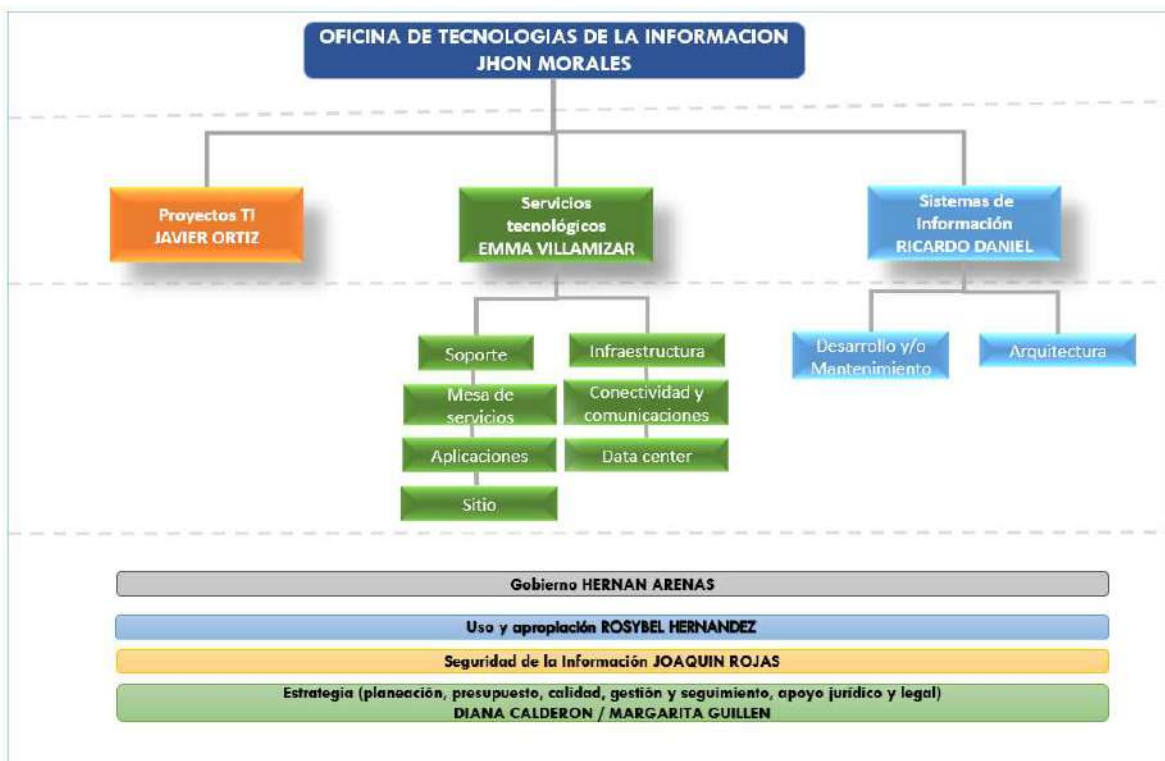 OFICINA DE TECNOLOGIAS DE LA INFORMACION
JHON MORALES
Proyectos TI
JAVIER ORTIZ
Servicios
tecnológicos
EMMA VILLAMIZAR
Sistemas de
Información
RICARDO DANIEL
Soporte
Mesa de
servicios
Aplicaciones
Sitio
Infraestructura
Conectividad y
comunicaciones
Data center
Desarrollo y/o
Mantenimiento
Arquitectura
Gobierno HERNAN ARENAS
Uso y apropiación ROSYBEL HERNANDEZ
Seguridad de la Información JOAQUIN ROJAS
Estrategia (planeación, presupuesto, calidad, gestión y seguimiento, apoyo jurídico y legal)
DIANA CALDERON / MARGARITA GUILLEN